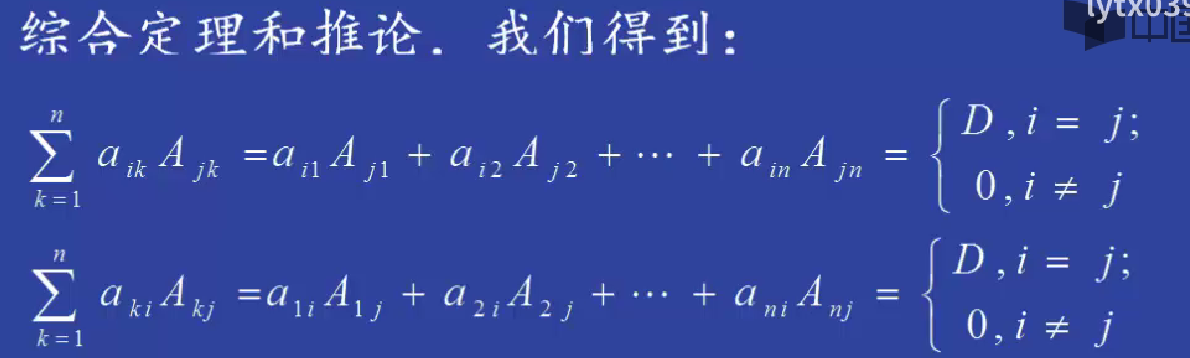 lytx039
中国
综合定理和推论．我们得到：
$\sum_{k=1}^{n} a_{ik} A_{jk} = a_{i1} A_{j1} + a_{i2} A_{j2} + \cdots + a_{in} A_{jn} = \begin{cases} D, i = j; \\ 0, i \neq j \end{cases}$
$\sum_{k=1}^{n} a_{ki} A_{kj} = a_{1i} A_{1j} + a_{2i} A_{2j} + \cdots + a_{ni} A_{nj} = \begin{cases} D, i = j; \\ 0, i \neq j \end{cases}$